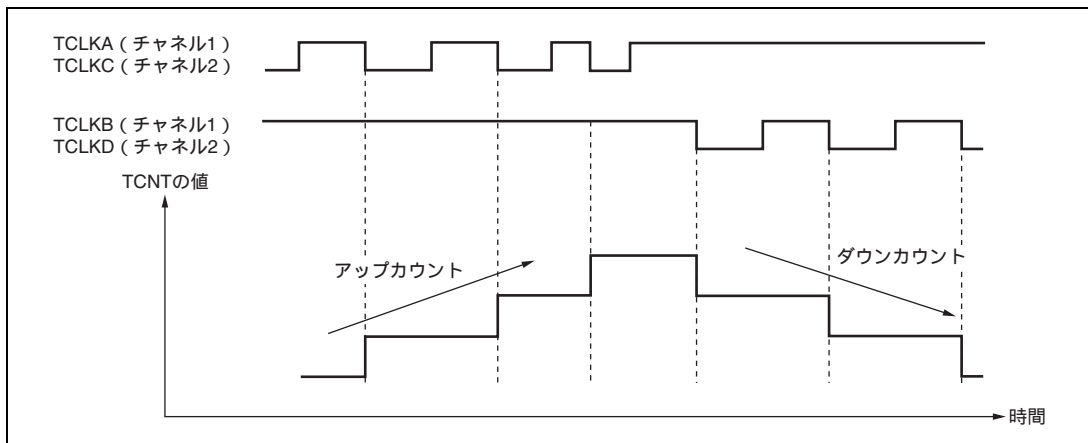 TCLKA（チャネル1）
TCLKC（チャネル2）
TCLKB（チャネル1）
TCLKD（チャネル2）
TCNTの値
アップカウント
ダウンカウント
時間